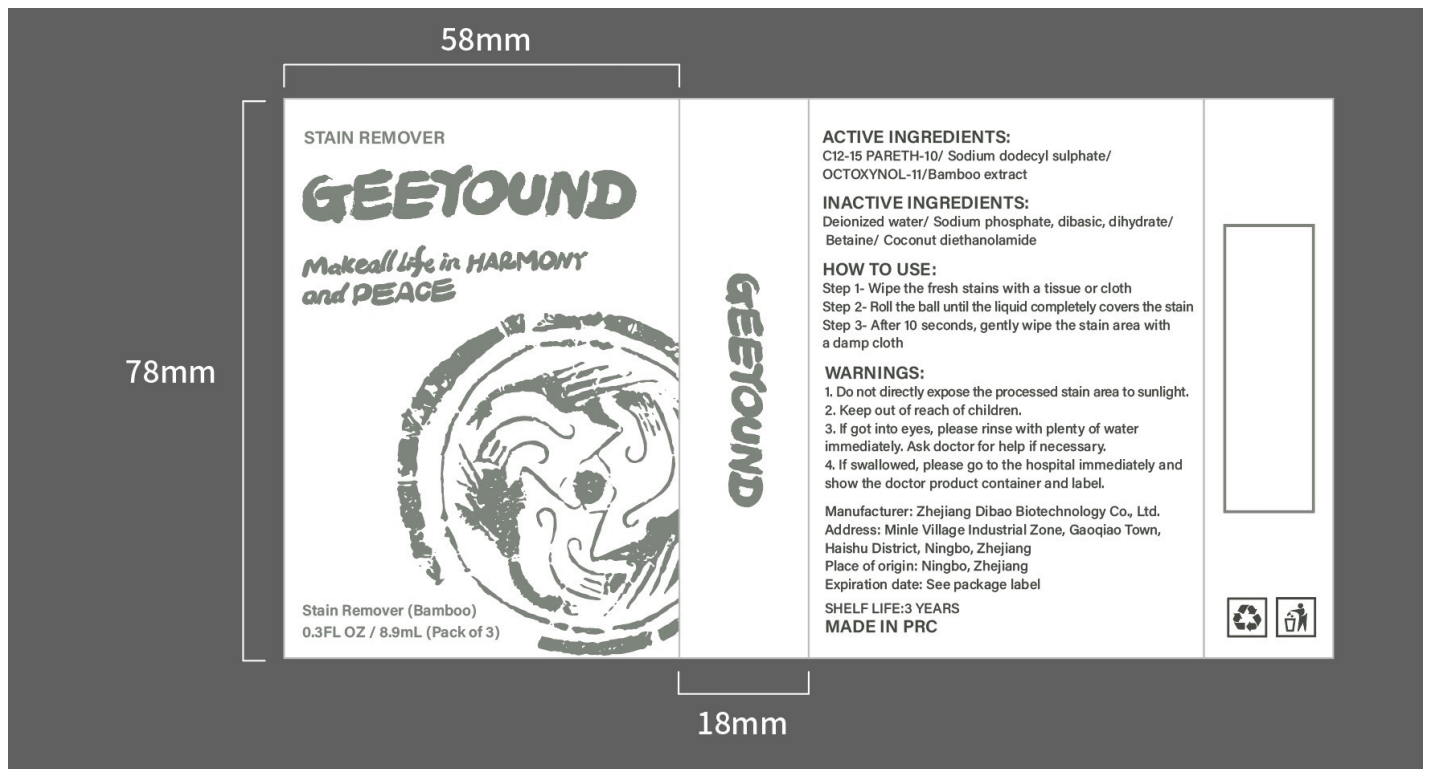 58mm
78mm
18mm
STAIN REMOVER
GEEYOUND
Makeall Life in HARMONY
and PEACE
Stain Remover (Bamboo)
0.3FL OZ / 8.9mL (Pack of 3)
GEEYOUND
ACTIVE INGREDIENTS:
C12-15 PARETH-10/ Sodium dodecyl sulphate/
OCTOXYNOL-11/Bamboo extract
INACTIVE INGREDIENTS:
Deionized water/ Sodium phosphate, dibasic, dihydrate/
Betaine/ Coconut diethanolamide
HOW TO USE:
Step 1- Wipe the fresh stains with a tissue or cloth
Step 2- Roll the ball until the liquid completely covers the stain
Step 3- After 10 seconds, gently wipe the stain area with
a damp cloth
WARNINGS:
1. Do not directly expose the processed stain area to sunlight.
2. Keep out of reach of children.
3. If got into eyes, please rinse with plenty of water
immediately. Ask doctor for help if necessary.
4. If swallowed, please go to the hospital immediately and
show the doctor product container and label.
Manufacturer: Zhejiang Dibao Biotechnology Co., Ltd.
Address: Minle Village Industrial Zone, Gaoqiao Town,
Haishu District, Ningbo, Zhejiang
Place of origin: Ningbo, Zhejiang
Expiration date: See package label
SHELF LIFE:3 YEARS
MADE IN PRC